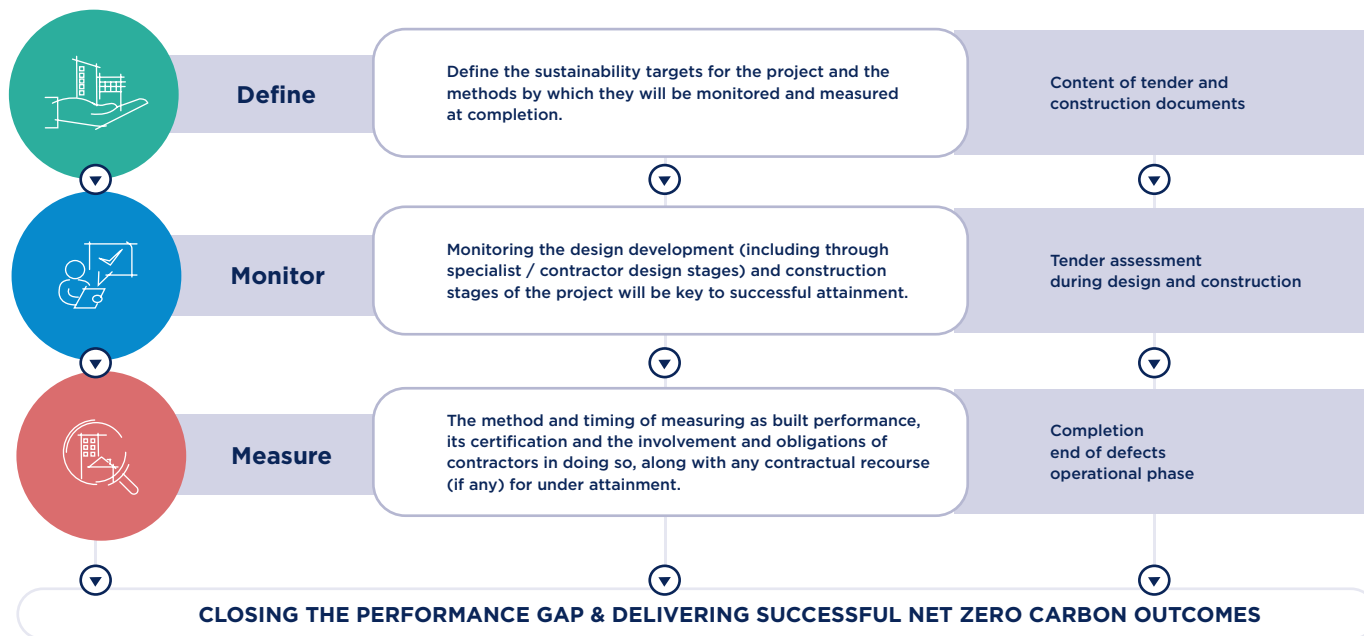 Define
Define the sustainability targets for the project and the
methods by which they will be monitored and measured
at completion.
Content of tender and
construction documents
Monitor
Monitoring the design development (including through
specialist / contractor design stages) and construction
stages of the project will be key to successful attainment.
Tender assessment
during design and construction
Measure
The method and timing of measuring as built performance,
its certification and the involvement and obligations of
contractors in doing so, along with any contractual recourse
(if any) for under attainment.
Completion
end of defects
operational phase
CLOSING THE PERFORMANCE GAP & DELIVERING SUCCESSFUL NET ZERO CARBON OUTCOMES